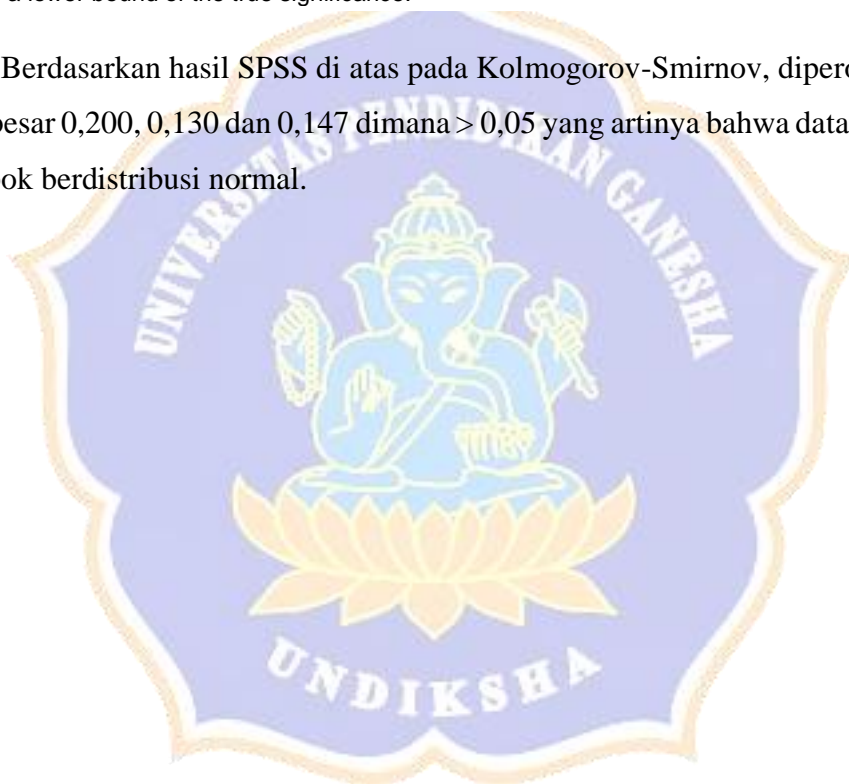 a lower bound of the true significance.
Berdasarkan hasil SPSS di atas pada Kolmogorov-Smirnov, dipero
besar 0,200, 0,130 dan 0,147 dimana > 0,05 yang artinya bahwa data
ok berdistribusi normal.
UNIVERSITAS PENDIDIKAN GANESHA
UNDIKSHA